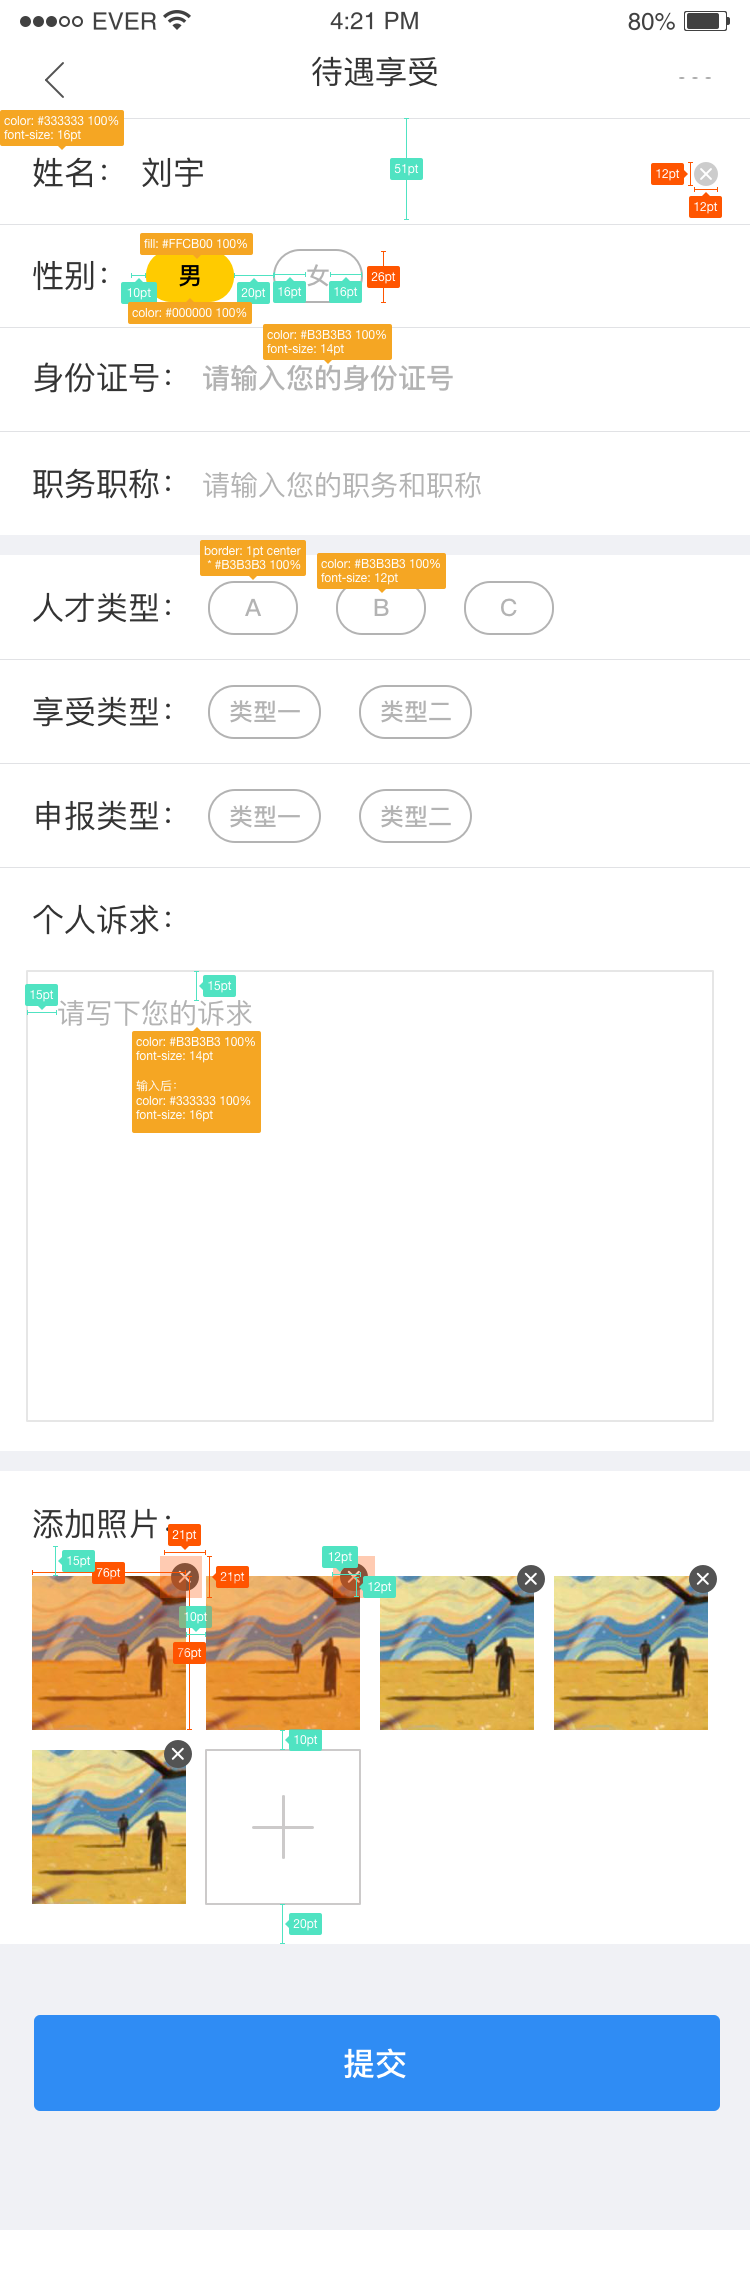 EVER 4:21 PM 80%
待遇享受
color: #333333 100%
font-size: 16pt
姓名： 刘宇
51pt
12pt
12pt
fill: #FFCB00 100%
性别： 男 女
10pt
20pt
16pt
16pt
26pt
color: #000000 100%
color: #B3B3B3 100%
font-size: 14pt
身份证号： 请输入您的身份证号
职务职称： 请输入您的职务和职称
border: 1pt center
* #B3B3B3 100%
color: #B3B3B3 100%
font-size: 12pt
人才类型： A B C
享受类型： 类型一 类型二
申报类型： 类型一 类型二
个人诉求：
15pt
15pt
请写下您的诉求
color: #B3B3B3 100%
font-size: 14pt
输入后：
color: #333333 100%
font-size: 16pt
添加照片：
21pt
15pt
76pt
21pt
12pt
12pt
10pt
76pt
10pt
20pt
提交